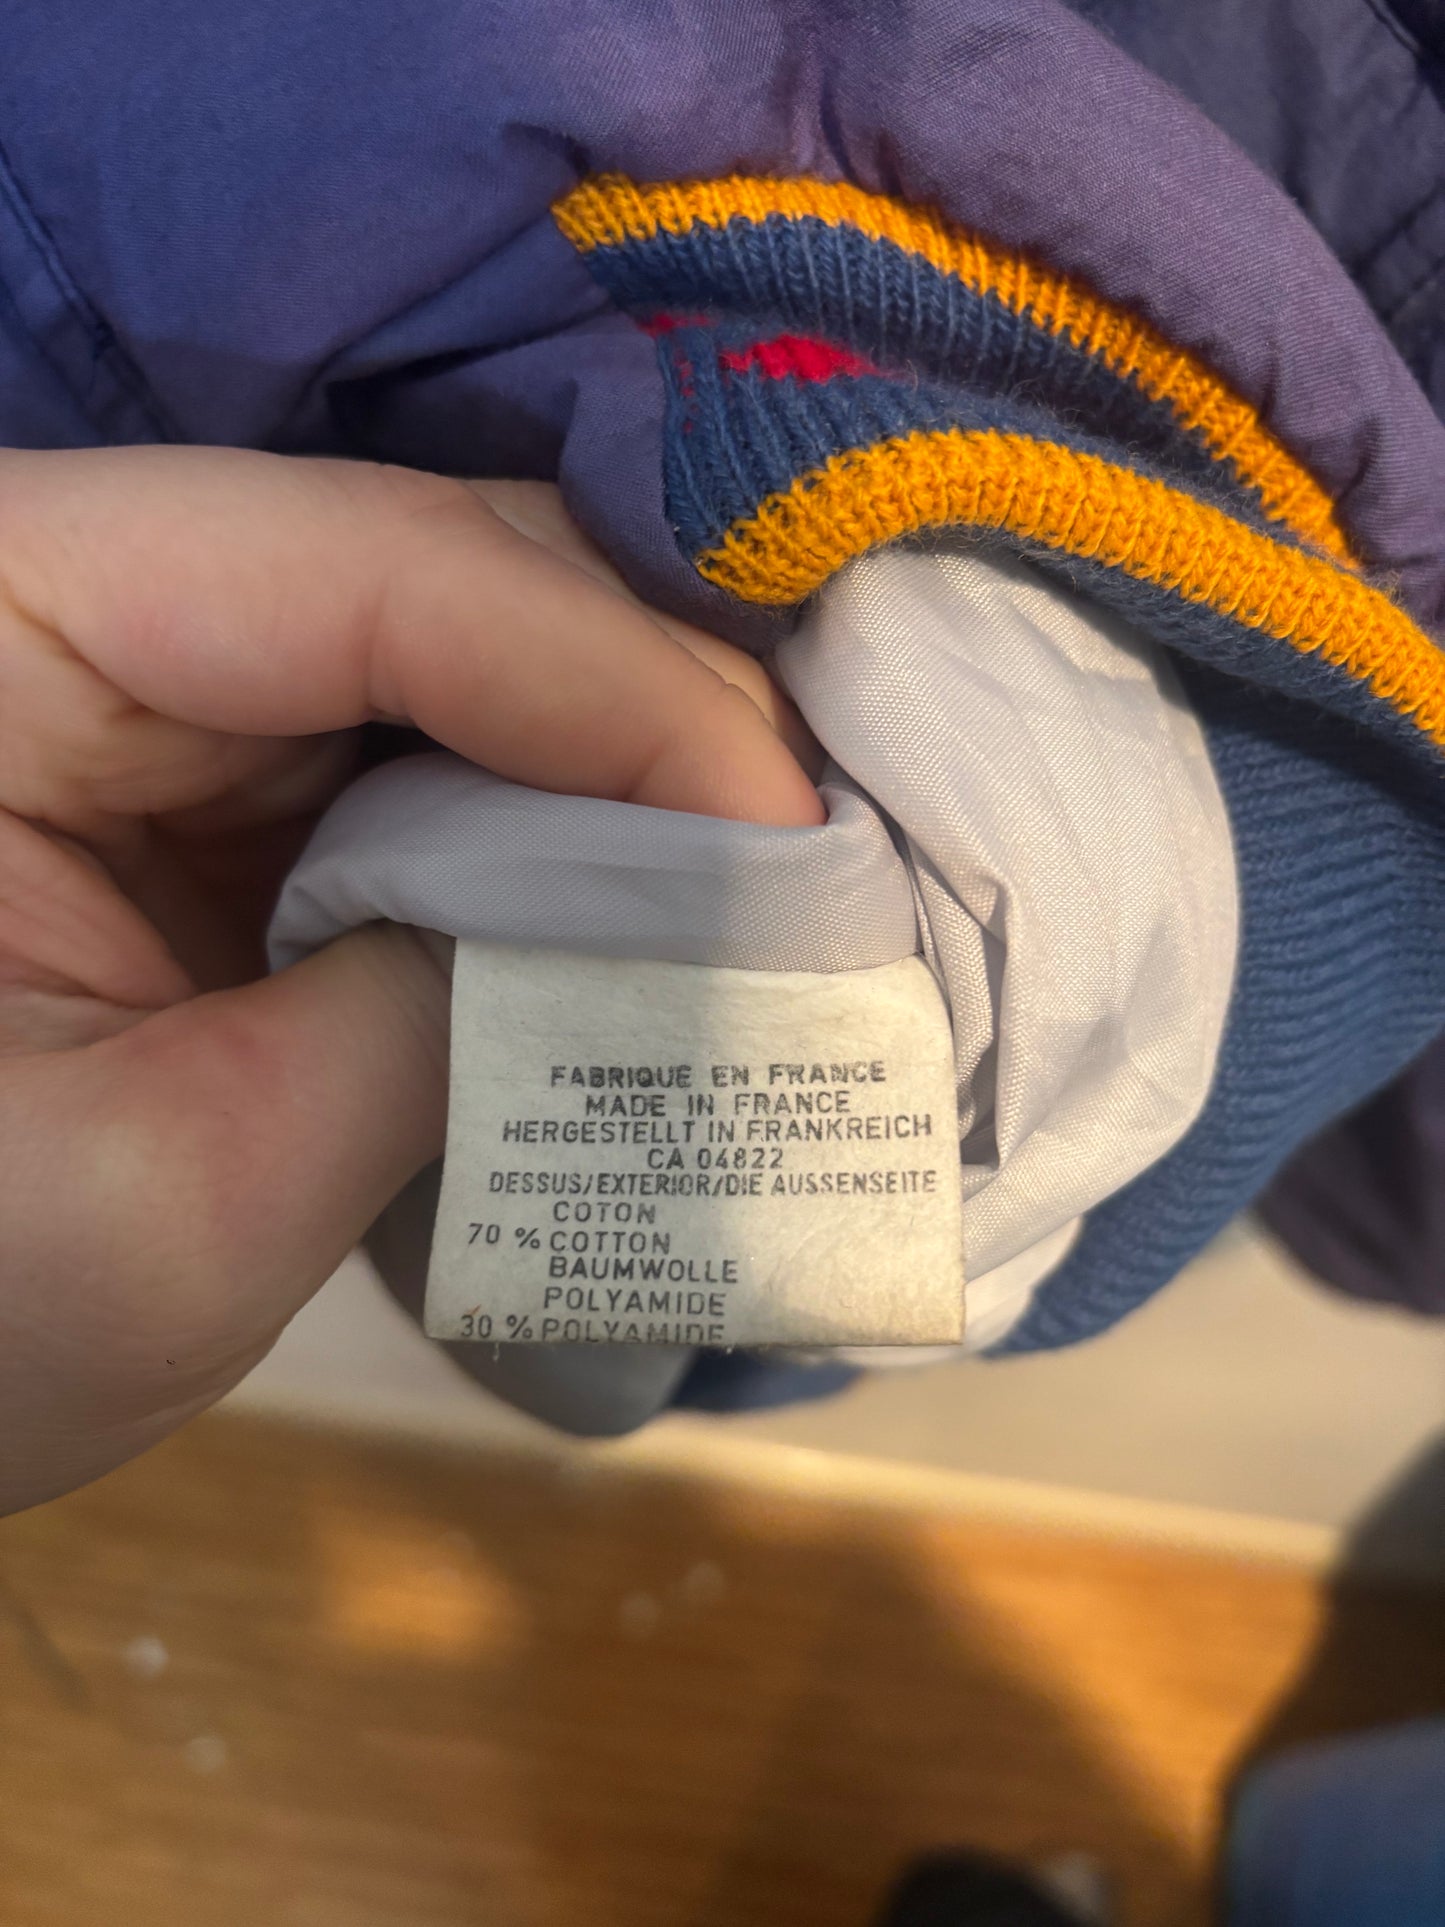 FABRIQUE EN FRANCE
MADE IN FRANCE
HERGESTELLT IN FRANKREICH
CA 04822
DESSUS/EXTERIOR/DIE AUSSENSEITE
COTON
70 % COTTON
BAUMWOLLE
POLYAMIDE
30 % POLYAMIDE